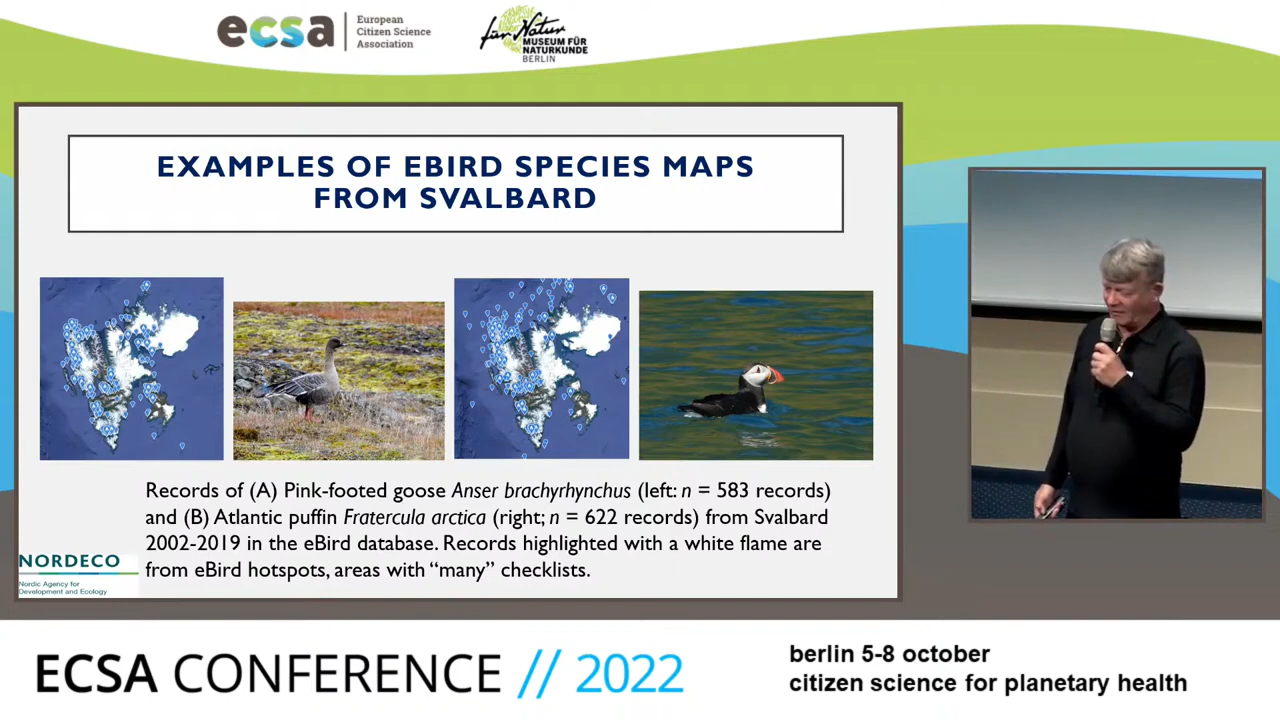 ecsa
European
Citizen Science
Association
für Natur
MUSEUM FÜR
NATURKUNDE
BERLIN
EXAMPLES OF EBIRD SPECIES MAPS
FROM SVALBARD
Records of (A) Pink-footed goose Anser brachyrhynchus (left: n = 583 records)
and (B) Atlantic puffin Fratercula arctica (right; n = 622 records) from Svalbard
2002-2019 in the eBird database. Records highlighted with a white flame are
from eBird hotspots, areas with “many” checklists.
NORDECO
Nordic Agency for
Development and Ecology
ECSA CONFERENCE // 2022
berlin 5-8 october
citizen science for planetary health